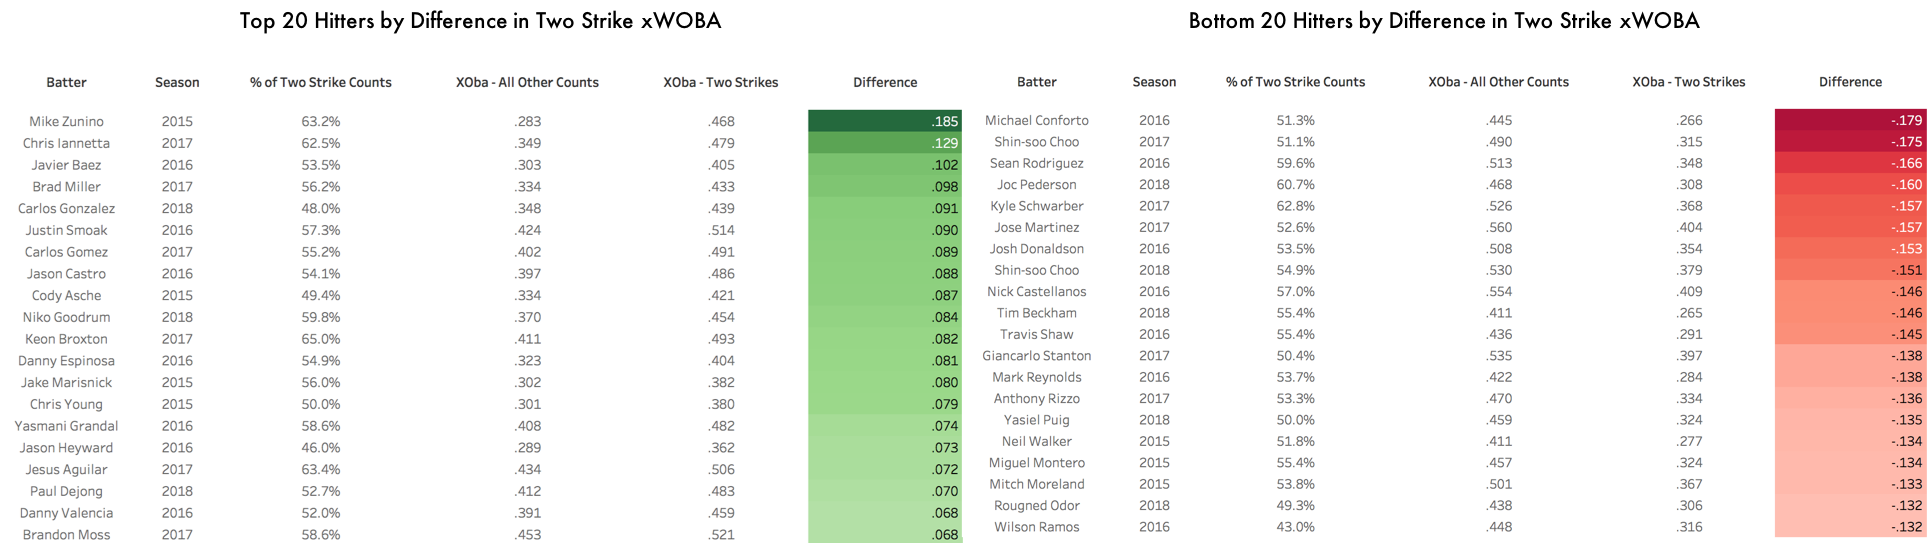 Top 20 Hitters by Difference in Two Strike xWOBA
Batter Season % of Two Strike Counts XOba - All Other Counts XOba - Two Strikes Difference
Mike Zunino 2015 63.2% .283 .468 .185
Chris Iannetta 2017 62.5% .349 .479 .129
Javier Baez 2016 53.5% .303 .405 .102
Brad Miller 2017 56.2% .334 .433 .098
Carlos Gonzalez 2018 48.0% .348 .439 .091
Justin Smoak 2016 57.3% .424 .514 .090
Carlos Gomez 2017 55.2% .402 .491 .089
Jason Castro 2016 54.1% .397 .486 .088
Cody Asche 2015 49.4% .334 .421 .087
Niko Goodrum 2018 59.8% .370 .454 .084
Keon Broxton 2017 65.0% .411 .493 .082
Danny Espinosa 2016 54.9% .323 .404 .081
Jake Marisnick 2015 56.0% .302 .382 .080
Chris Young 2015 50.0% .301 .380 .079
Yasmani Grandal 2016 58.6% .408 .482 .074
Jason Heyward 2016 46.0% .289 .362 .073
Jesus Aguilar 2017 63.4% .434 .506 .072
Paul Dejong 2018 52.7% .412 .483 .070
Danny Valencia 2016 52.0% .391 .459 .068
Brandon Moss 2017 58.6% .453 .521 .068
Bottom 20 Hitters by Difference in Two Strike xWOBA
Batter Season % of Two Strike Counts XOba - All Other Counts XOba - Two Strikes Difference
Michael Conforto 2016 51.3% .445 .266 -.179
Shin-soo Choo 2017 51.1% .490 .315 -.175
Sean Rodriguez 2016 59.6% .513 .348 -.166
Joc Pederson 2018 60.7% .468 .308 -.160
Kyle Schwarber 2017 62.8% .526 .368 -.157
Jose Martinez 2017 52.6% .560 .404 -.157
Josh Donaldson 2016 53.5% .508 .354 -.153
Shin-soo Choo 2018 54.9% .530 .379 -.151
Nick Castellanos 2016 57.0% .554 .409 -.146
Tim Beckham 2018 55.4% .411 .265 -.146
Travis Shaw 2016 55.4% .436 .291 -.145
Giancarlo Stanton 2017 50.4% .535 .397 -.138
Mark Reynolds 2016 53.7% .422 .284 -.138
Anthony Rizzo 2017 53.3% .470 .334 -.136
Yasiel Puig 2018 50.0% .459 .324 -.135
Neil Walker 2015 51.8% .411 .277 -.134
Miguel Montero 2015 55.4% .457 .324 -.134
Mitch Moreland 2015 53.8% .501 .367 -.133
Rougned Odor 2018 49.3% .438 .306 -.132
Wilson Ramos 2016 43.0% .448 .316 -.132